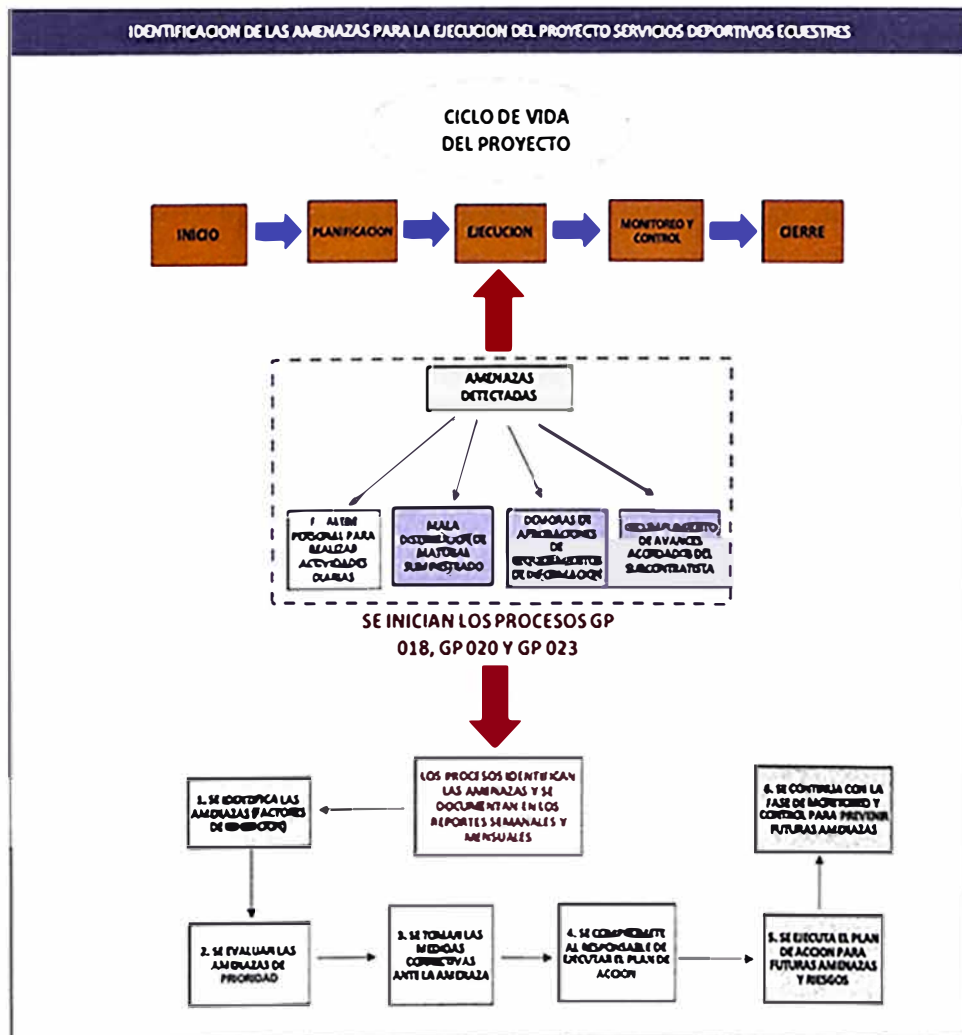 IDENTIFICACION DE LAS AMENAZAS PARA LA EJECUCION DEL PROYECTO SERVICIOS DEPORTIVOS ECUESTRES
CICLO DE VIDA
DEL PROYECTO
INICIO
PLANIFICACION
EJECUCION
MONITOREO Y
CONTROL
CIERRE
AMENAZAS
DETECTADAS
PERSONAL PARA
REALIZAR
ACTIVIDADES
DIARIAS
MALA
DISTRIBUCION DE
MATERIAL
SUMINISTRADO
DEMORAS DE
APROBACIONES
DE
REQUERIMIENTOS
DE INFORMACION
INCUMPLIMIENTO
DE AVANCES
ACORDADOS DEL
SUBCONTRATISTA
SE INICIAN LOS PROCESOS GP
018, GP 020 Y GP 023
LOS PROCESOS IDENTIFICAN
LAS AMENAZAS Y SE
DOCUMENTAN EN LOS
REPORTES SEMANALES Y
MENSUALES
1. SE IDENTIFICA LAS
AMENAZAS (FACTORES
DE
2. SE EVALUAN LAS
AMENAZAS DE
PRIORIDAD
3. SE TOMAN LAS
MEDIDAS
CORRECTIVAS
ANTE LA AMENAZA
4. SE COMPROMETE
AL RESPONSABLE DE
EJECUTAR EL PLAN DE
ACCION
5. SE EJECUTA EL PLAN
DE ACCION PARA
FUTURAS AMENAZAS
Y RIESGOS
6. SE CONTINUA CON LA
FASE DE MONITOREO Y
CONTROL PARA PREVENIR
FUTURAS AMENAZAS